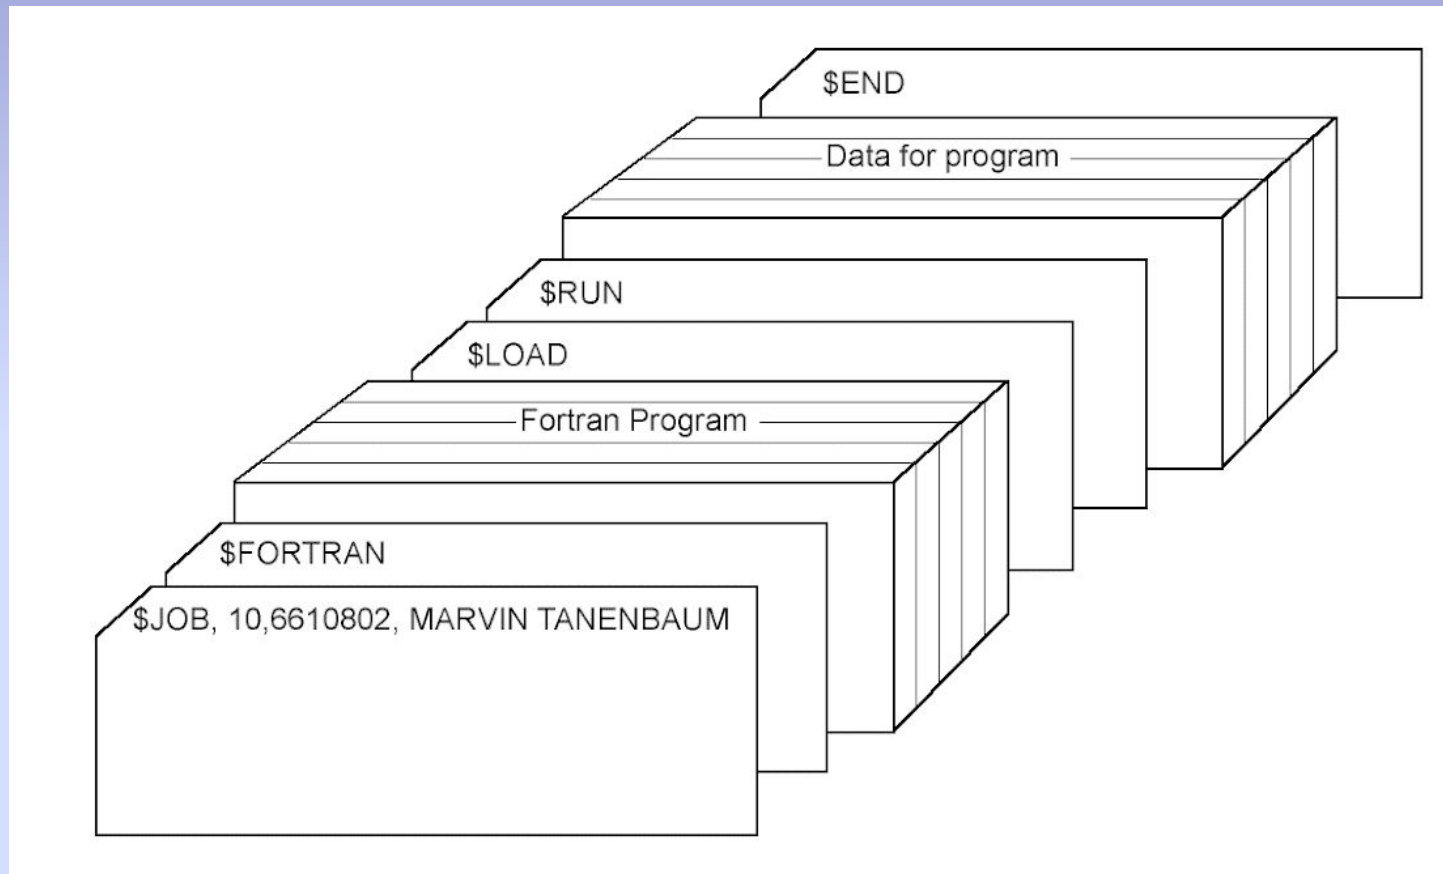 $END
Data for program
$RUN
$LOAD
Fortran Program
$FORTRAN
$JOB, 10,6610802, MARVIN TANENBAUM